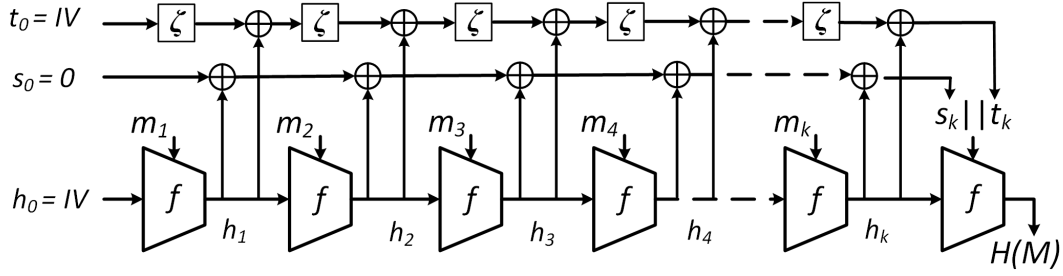 t₀ = IV ζ ζ ζ ζ ζ
s₀ = 0
m₁ m₂ m₃ m₄ mₖ sₖ||tₖ
h₀ = IV f f f f f f
h₁ h₂ h₃ h₄ hₖ
H(M)